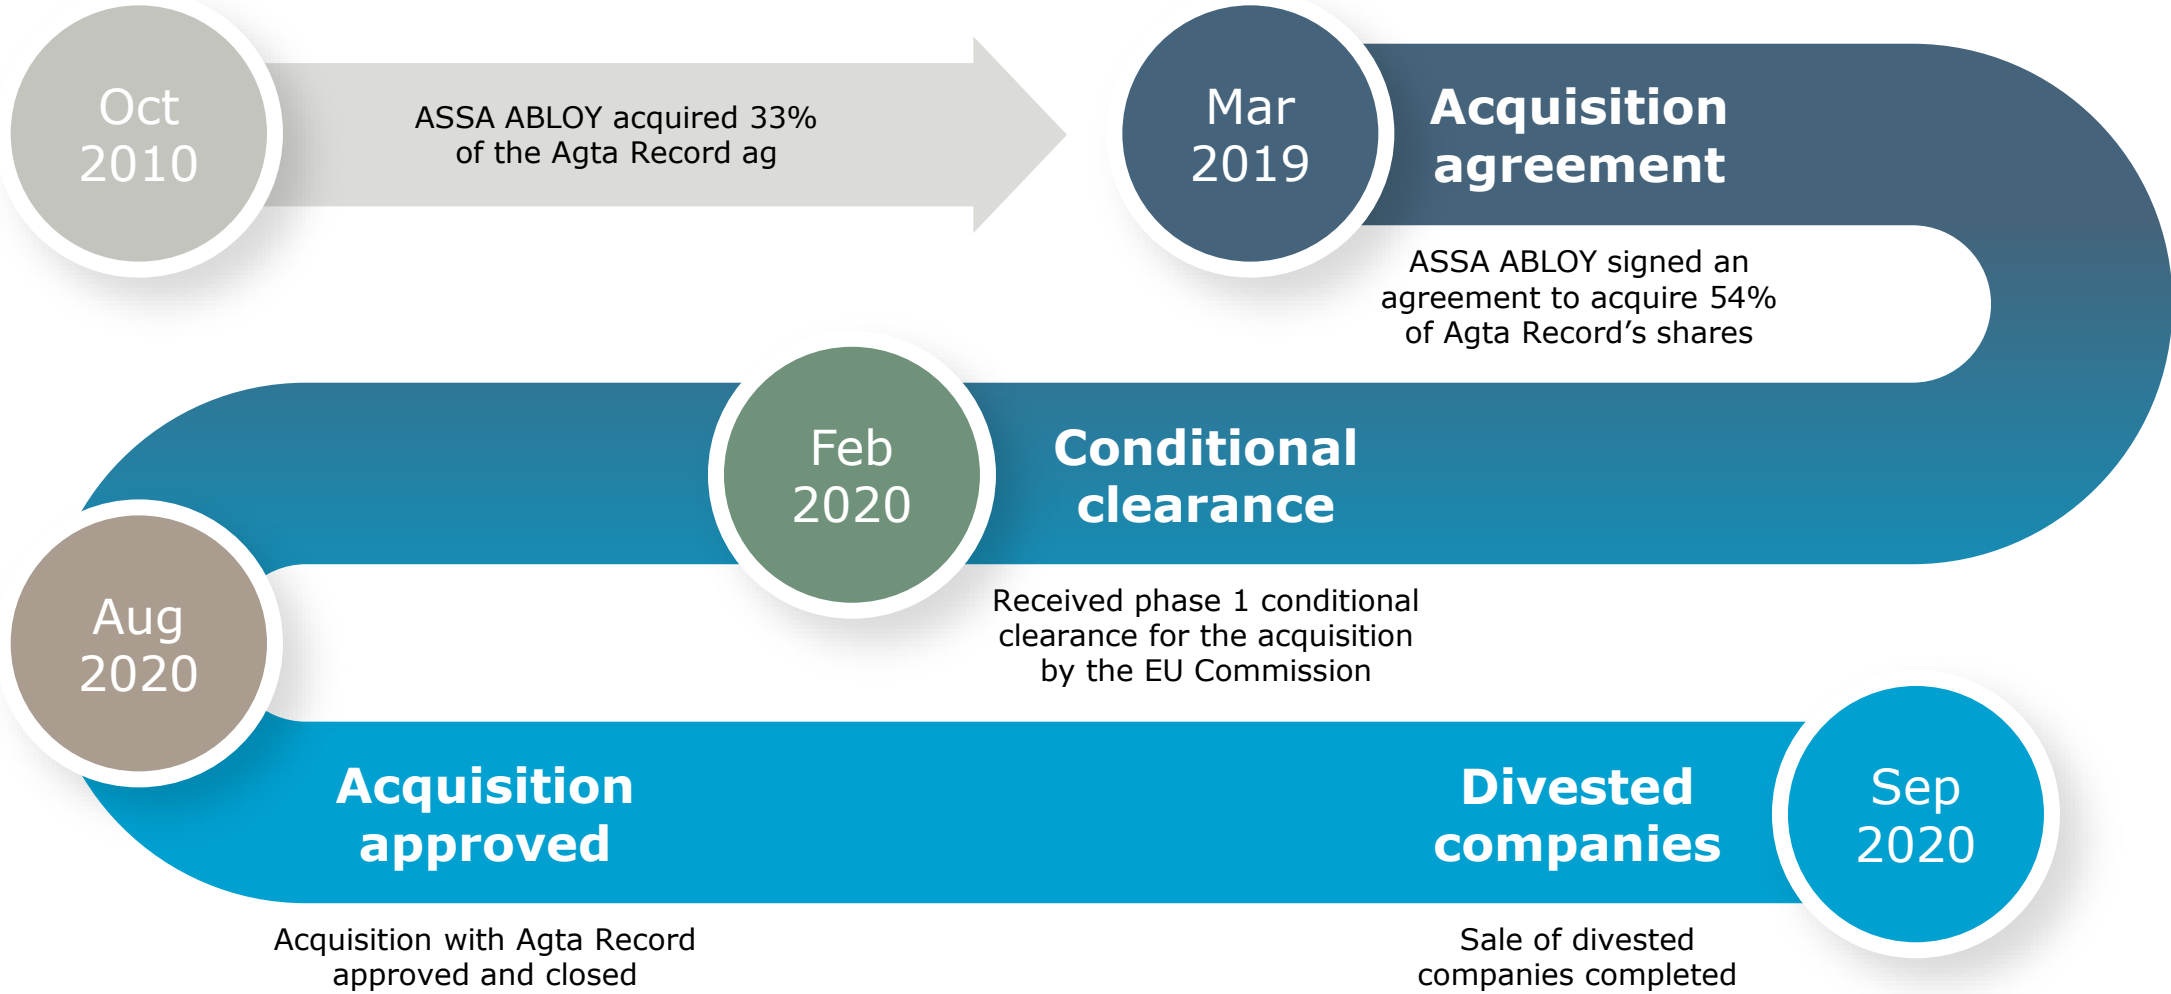 Oct
2010
ASSA ABLOY acquired 33%
of the Agta Record ag
Mar
2019
Acquisition
agreement
ASSA ABLOY signed an
agreement to acquire 54%
of Agta Record’s shares
Feb
2020
Conditional
clearance
Received phase 1 conditional
clearance for the acquisition
by the EU Commission
Aug
2020
Acquisition
approved
Acquisition with Agta Record
approved and closed
Divested
companies
Sep
2020
Sale of divested
companies completed